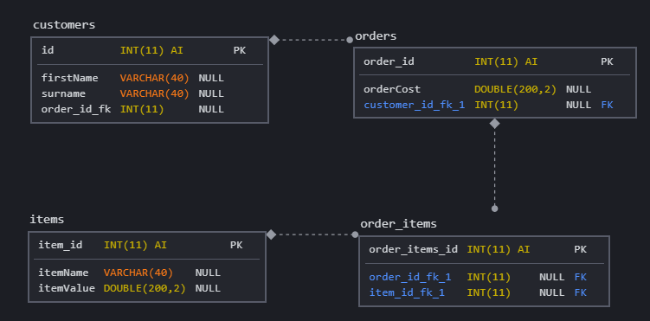 customers
id INT(11) AI PK
firstName VARCHAR(40) NULL
surname VARCHAR(40) NULL
order_id_fk INT(11) NULL
orders
order_id INT(11) AI PK
orderCost DOUBLE(200,2) NULL
customer_id_fk_1 INT(11) NULL FK
items
item_id INT(11) AI PK
itemName VARCHAR(40) NULL
itemValue DOUBLE(200,2) NULL
order_items
order_items_id INT(11) AI PK
order_id_fk_1 INT(11) NULL FK
item_id_fk_1 INT(11) NULL FK